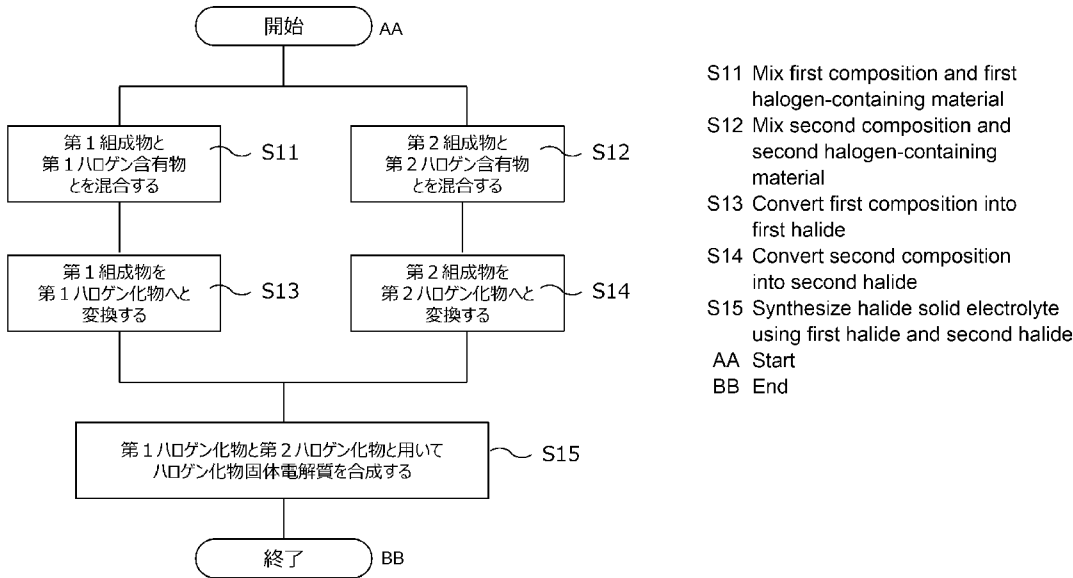 開始
AA
第1組成物と
第1ハロゲン含有物
とを混合する
S11
第2組成物と
第2ハロゲン含有物
とを混合する
S12
第1組成物を
第1ハロゲン化物へと
変換する
S13
第2組成物を
第2ハロゲン化物へと
変換する
S14
第1ハロゲン化物と第2ハロゲン化物と用いて
ハロゲン化物固体電解質を合成する
S15
終了
BB
S11 Mix first composition and first
halogen-containing material
S12 Mix second composition and
second halogen-containing
material
S13 Convert first composition into
first halide
S14 Convert second composition
into second halide
S15 Synthesize halide solid electrolyte
using first halide and second halide
AA Start
BB End